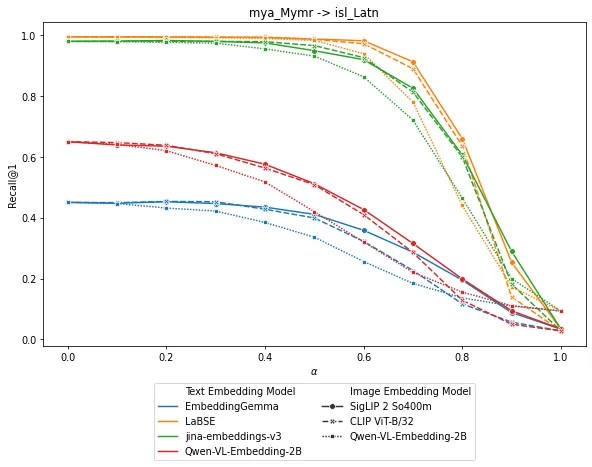 mya_Mymr -> isl_Latn
Recall@1
1.0
0.8
0.6
0.4
0.2
0.0
0.0 0.2 0.4 0.6 0.8 1.0
α
Text Embedding Model
EmbeddingGemma
LaBSE
jina-embeddings-v3
Qwen-VL-Embedding-2B
Image Embedding Model
SigLIP 2 So400m
CLIP ViT-B/32
Qwen-VL-Embedding-2B